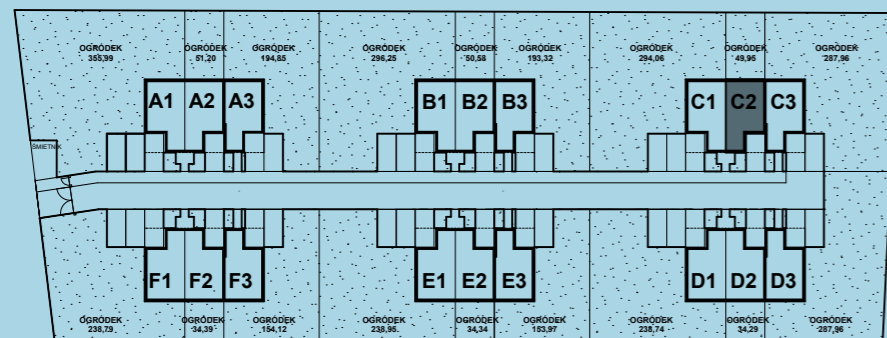 OGRÓDEK
355,99
OGRÓDEK
51,20
OGRÓDEK
194,85
OGRÓDEK
296,25
OGRÓDEK
50,58
OGRÓDEK
193,32
OGRÓDEK
294,06
OGRÓDEK
49,95
OGRÓDEK
287,96
A1 A2 A3
B1 B2 B3
C1 C2 C3
ŚMIETNIK
F1 F2 F3
E1 E2 E3
D1 D2 D3
OGRÓDEK
238,79
OGRÓDEK
34,39
OGRÓDEK
154,12
OGRÓDEK
238,95
OGRÓDEK
34,34
OGRÓDEK
153,97
OGRÓDEK
238,74
OGRÓDEK
34,29
OGRÓDEK
287,96